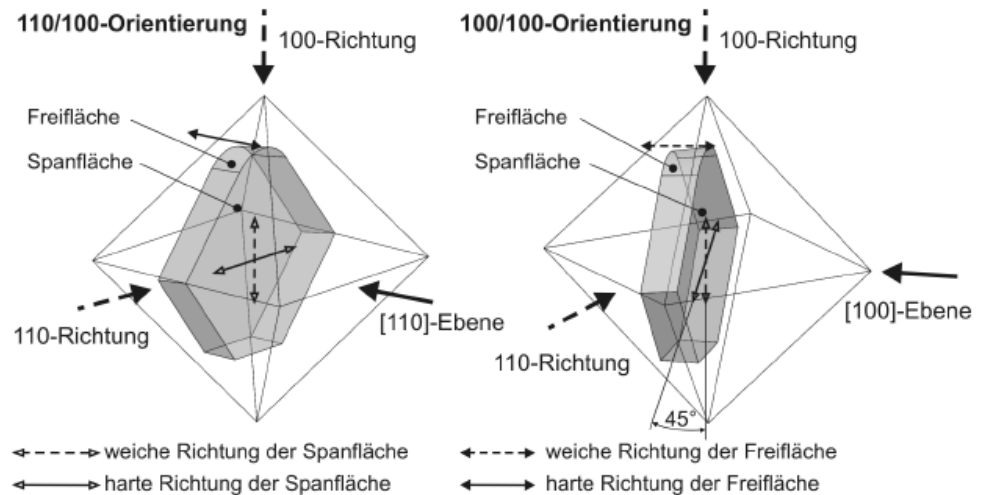 110/100-Orientierung
100-Richtung
Freifläche
Spanfläche
110-Richtung
[110]-Ebene
100/100-Orientierung
100-Richtung
Freifläche
Spanfläche
[100]-Ebene
110-Richtung
45°
weiche Richtung der Spanfläche
harte Richtung der Spanfläche
weiche Richtung der Freifläche
harte Richtung der Freifläche